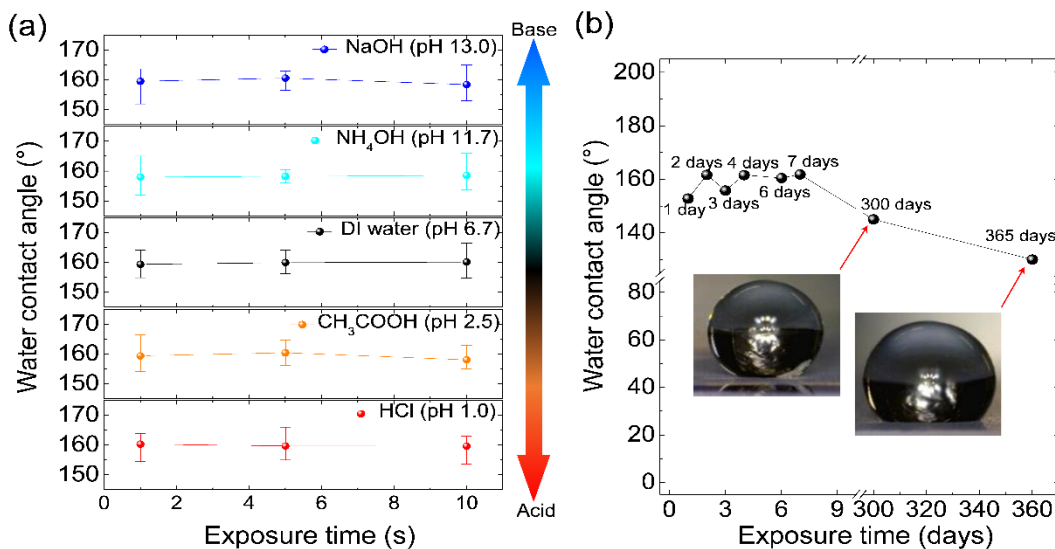 (a)
NaOH (pH 13.0)
170
160
150
NH₄OH (pH 11.7)
170
160
150
DI water (pH 6.7)
170
160
150
CH₃COOH (pH 2.5)
170
160
150
HCl (pH 1.0)
170
160
150
0 2 4 6 8 10
Exposure time (s)
Water contact angle (°)
Base
Acid
(b)
200
180
160
140
80
60
40
20
0
2 days 4 days 7 days
1 day 3 days 6 days
300 days
365 days
0 3 6 9 300 320 340 360
Exposure time (days)
Water contact angle (°)